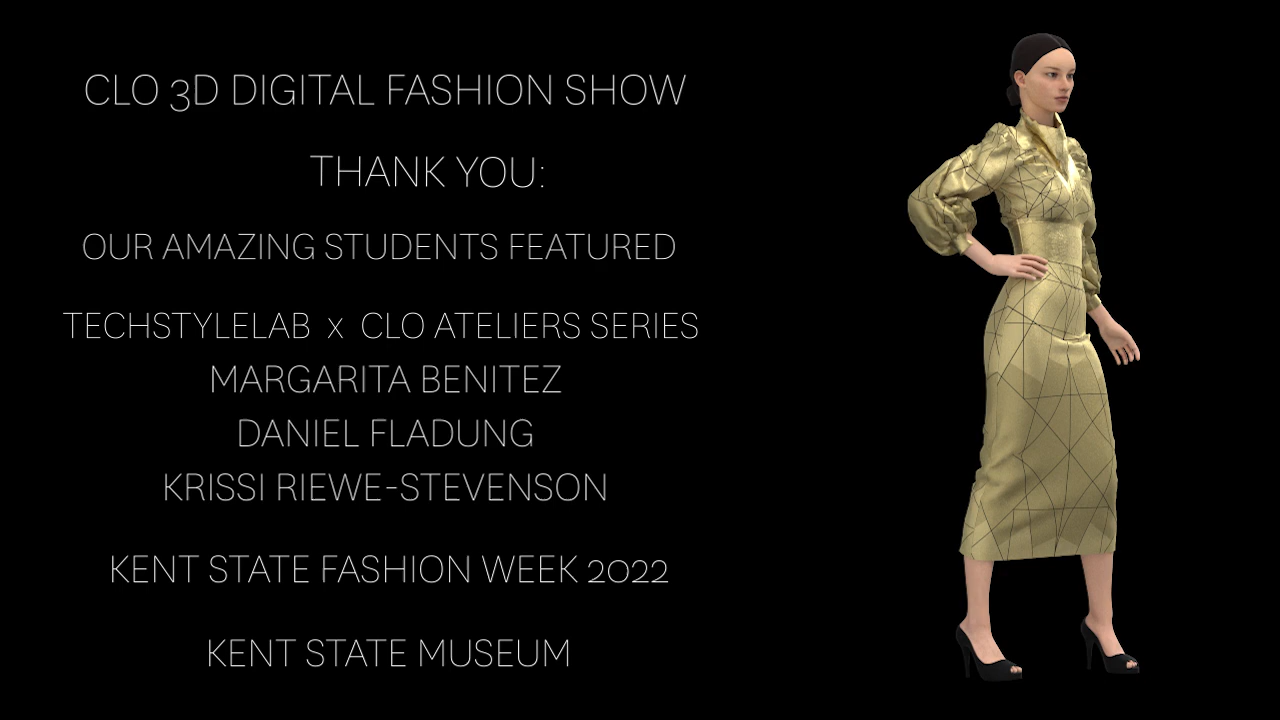 CLO 3D DIGITAL FASHION SHOW
THANK YOU:
OUR AMAZING STUDENTS FEATURED
TECHSTYLELAB x CLO ATELIERS SERIES
MARGARITA BENITEZ
DANIEL FLADUNG
KRISSI RIEWE-STEVENSON
KENT STATE FASHION WEEK 2022
KENT STATE MUSEUM